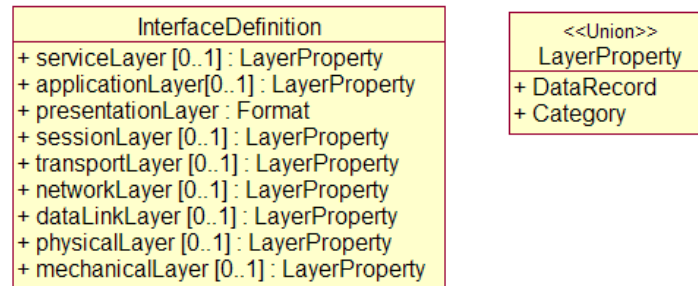 InterfaceDefinition
+ serviceLayer [0..1] : LayerProperty
+ applicationLayer[0..1] : LayerProperty
+ presentationLayer : Format
+ sessionLayer [0..1] : LayerProperty
+ transportLayer [0..1] : LayerProperty
+ networkLayer [0..1] : LayerProperty
+ dataLinkLayer [0..1] : LayerProperty
+ physicalLayer [0..1] : LayerProperty
+ mechanicalLayer [0..1] : LayerProperty
<<Union>>
LayerProperty
+ DataRecord
+ Category